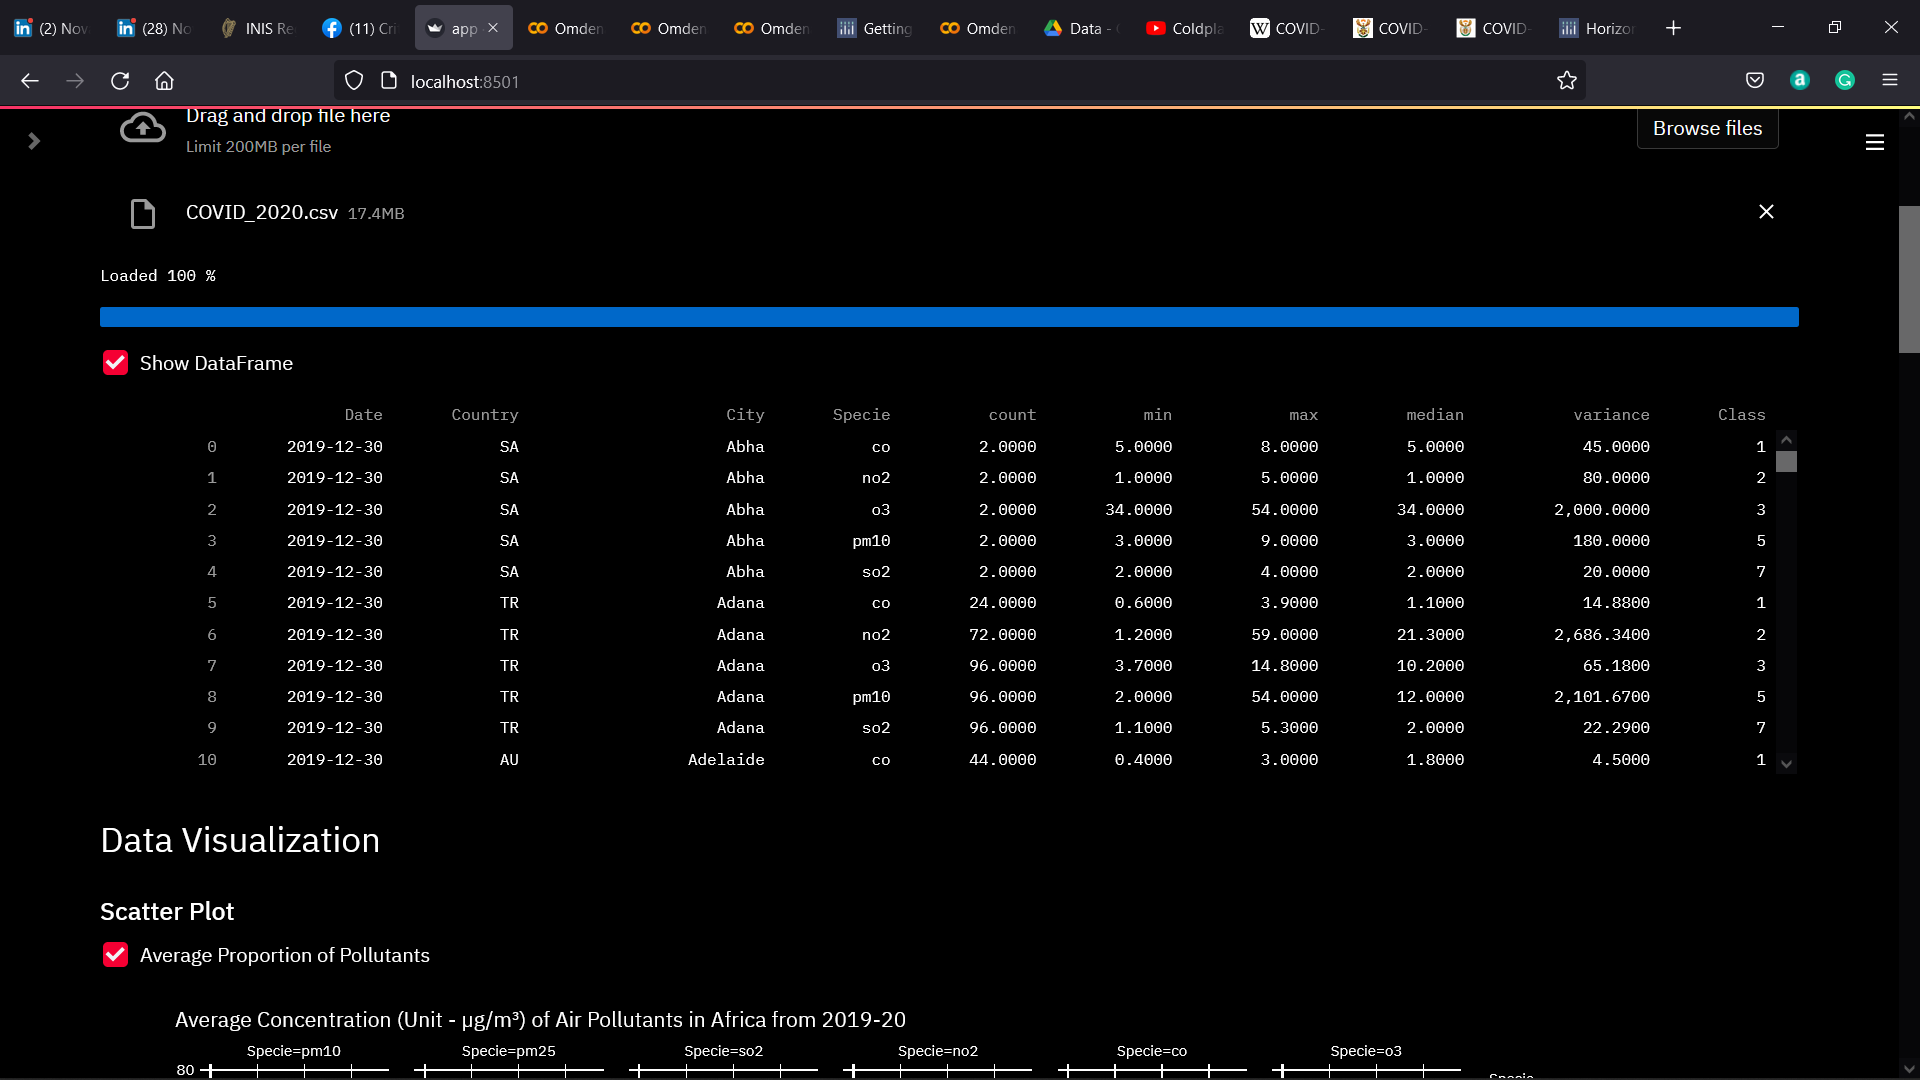 (2) Nov
(28) No
INIS Re
(11) Cri
app
Omden
Omden
Omden
Getting
Omden
Data -
Coldpla
COVID-
COVID-
COVID-
Horizon
localhost:8501
Drag and drop file here
Limit 200MB per file
Browse files
COVID_2020.csv 17.4MB
Loaded 100 %
Show DataFrame
Date Country City Specie count min max median variance Class
0 2019-12-30 SA Abha co 2.0000 5.0000 8.0000 5.0000 45.0000 1
1 2019-12-30 SA Abha no2 2.0000 1.0000 5.0000 1.0000 80.0000 2
2 2019-12-30 SA Abha o3 2.0000 34.0000 54.0000 34.0000 2,000.0000 3
3 2019-12-30 SA Abha pm10 2.0000 3.0000 9.0000 3.0000 180.0000 5
4 2019-12-30 SA Abha so2 2.0000 2.0000 4.0000 2.0000 20.0000 7
5 2019-12-30 TR Adana co 24.0000 0.6000 3.9000 1.1000 14.8800 1
6 2019-12-30 TR Adana no2 72.0000 1.2000 59.0000 21.3000 2,686.3400 2
7 2019-12-30 TR Adana o3 96.0000 3.7000 14.8000 10.2000 65.1800 3
8 2019-12-30 TR Adana pm10 96.0000 2.0000 54.0000 12.0000 2,101.6700 5
9 2019-12-30 TR Adana so2 96.0000 1.1000 5.3000 2.0000 22.2900 7
10 2019-12-30 AU Adelaide co 44.0000 0.4000 3.0000 1.8000 4.5000 1
Data Visualization
Scatter Plot
Average Proportion of Pollutants
Average Concentration (Unit - µg/m³) of Air Pollutants in Africa from 2019-20
Specie=pm10 Specie=pm25 Specie=so2 Specie=no2 Specie=co Specie=o3
80
Specie